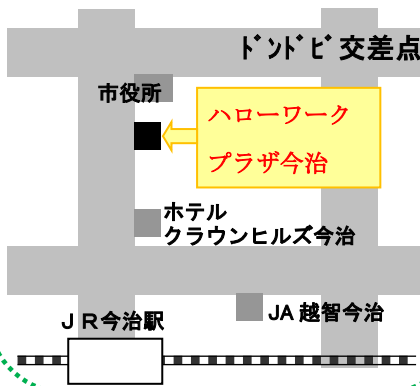 ﾄﾞﾝﾄﾞﾋﾞ交差点
市役所
ハローワーク
プラザ今治
ホテル
クラウンヒルズ今治
JA 越智今治
ＪＲ今治駅